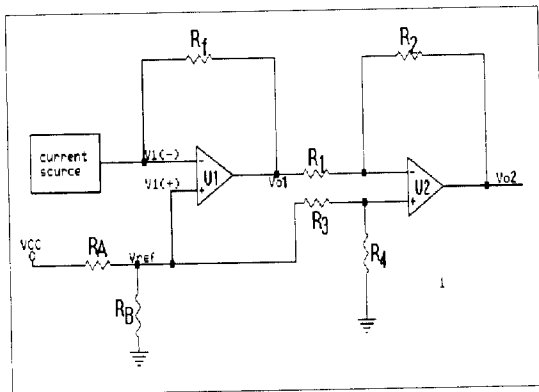 Rf
R2
current
source
V1(-)
V1(+)
U1
Vo1
R1
U2
Vo2
R3
VCC
RA
Vref
R4
RB
1